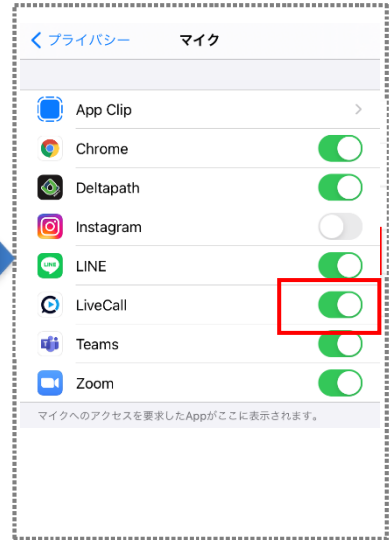 プライバシー マイク
App Clip
Chrome
Deltapath
Instagram
LINE
LINE
LiveCall
Teams
Zoom
マイクへのアクセスを要求したAppがここに表示されます。